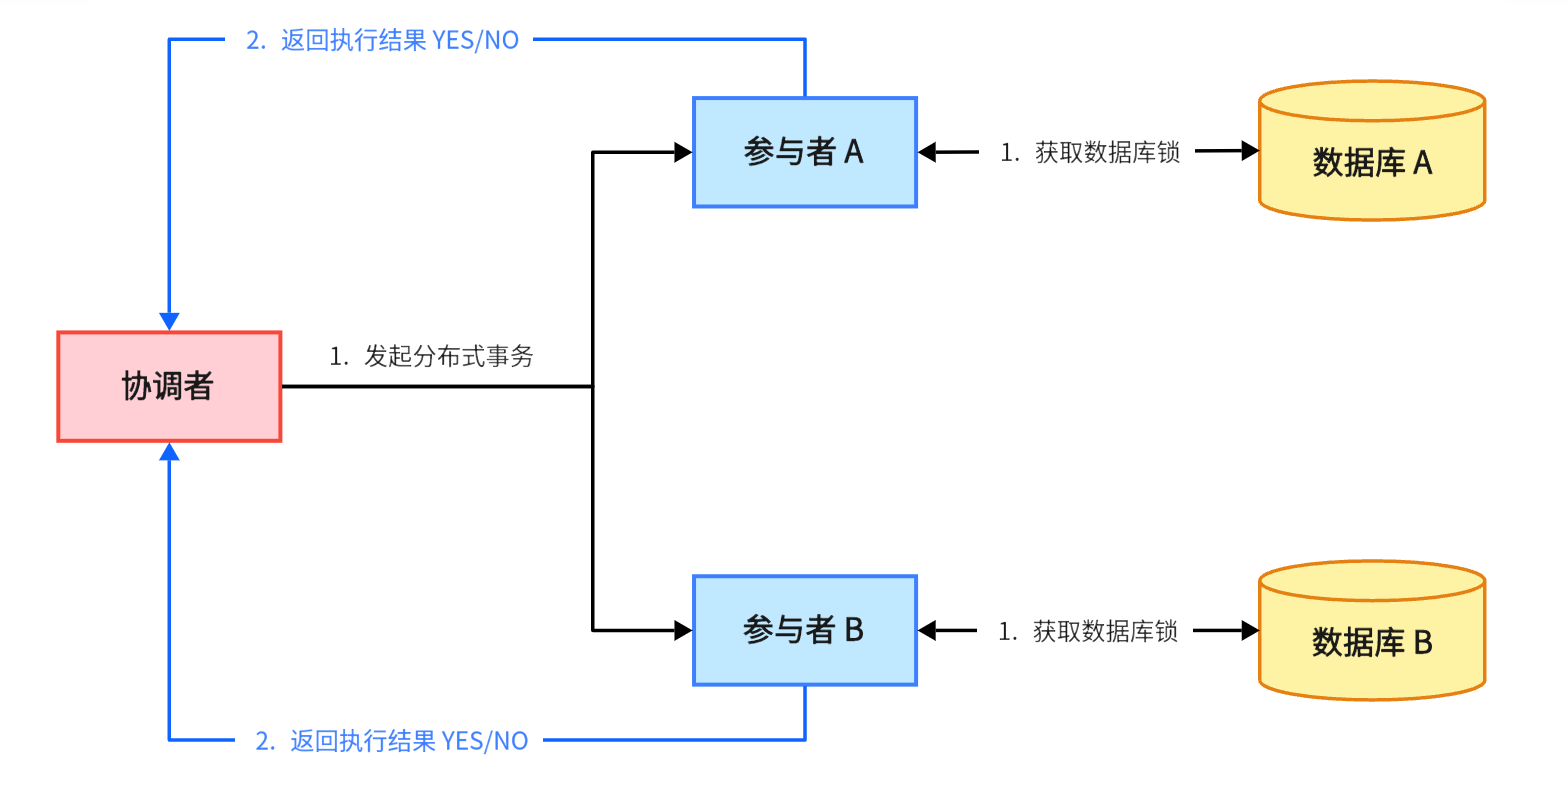 2. 返回执行结果 YES/NO
参与者 A
1. 获取数据库锁
数据库 A
1. 发起分布式事务
协调者
参与者 B
1. 获取数据库锁
数据库 B
2. 返回执行结果 YES/NO